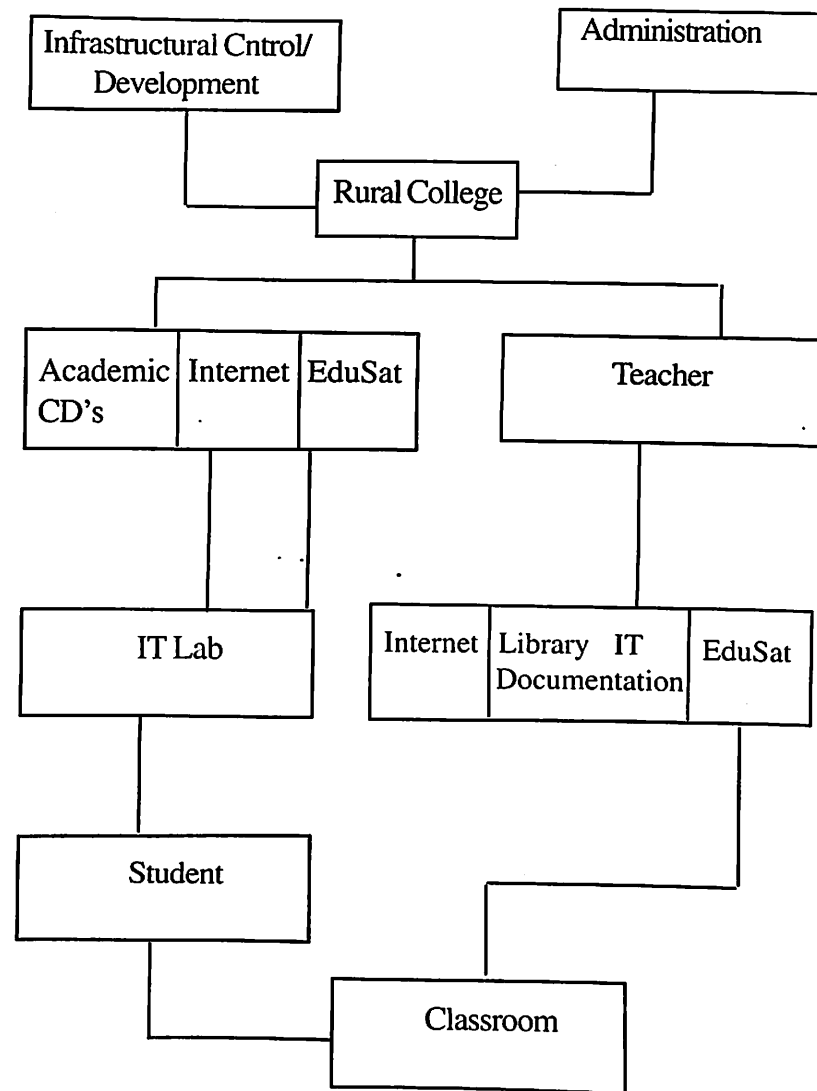 Infrastructural Cntrol/
Development
Administration
Rural College
Academic
CD's
Internet
EduSat
Teacher
IT Lab
Internet
Library IT
Documentation
EduSat
Student
Classroom